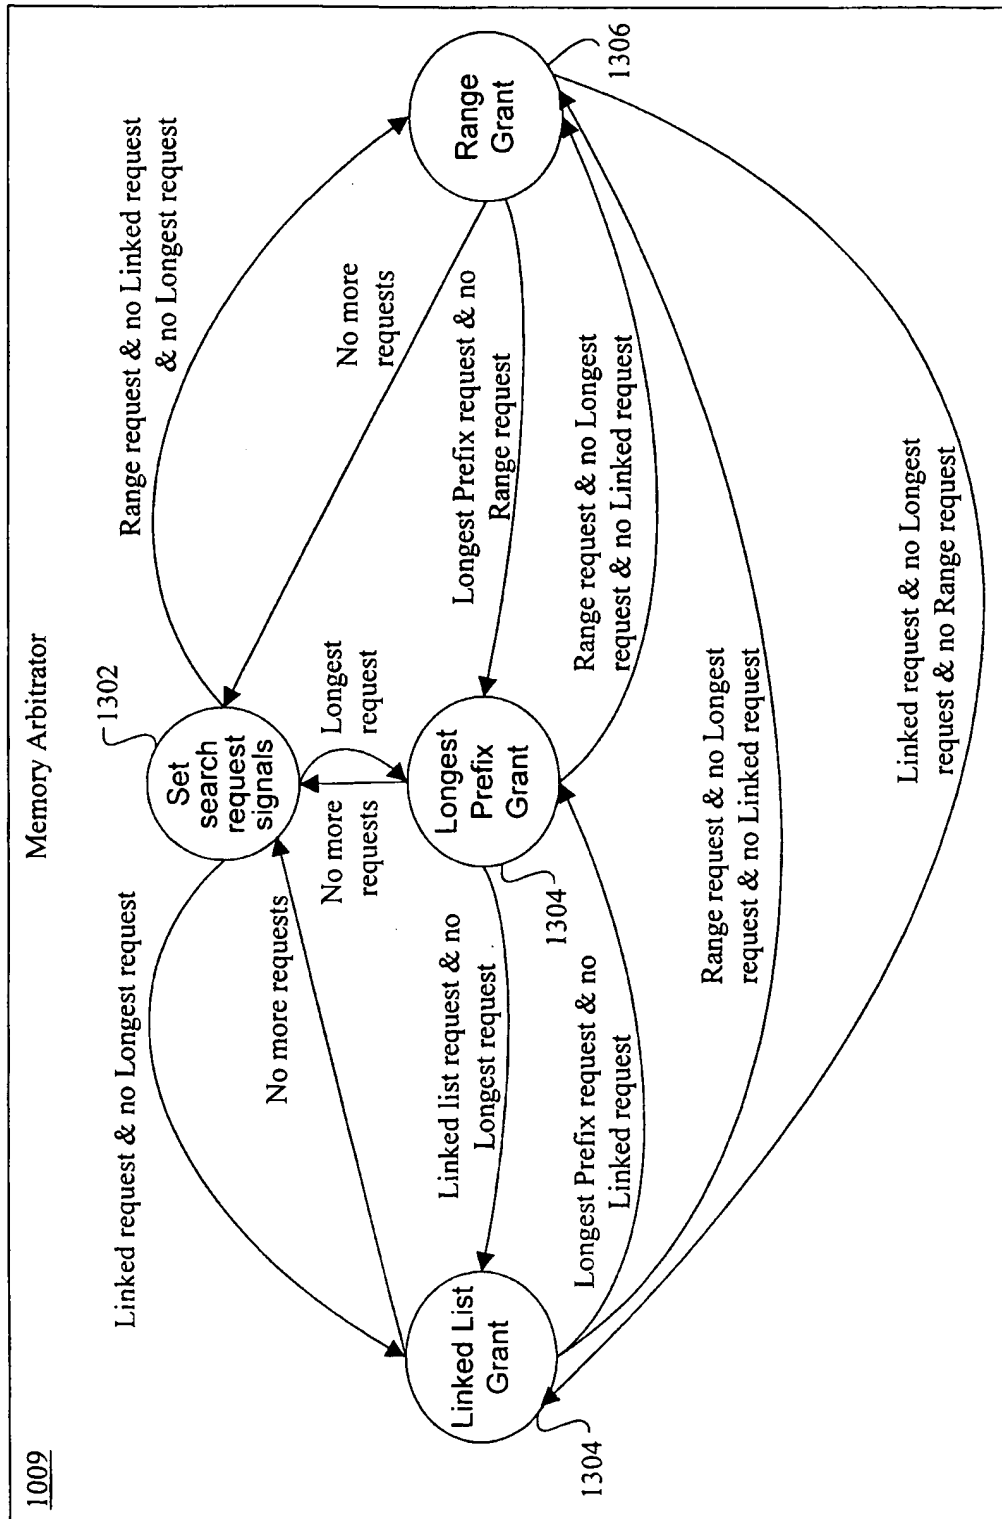 1009
Memory Arbitrator
1302
Set
search
request
signals
Linked request & no Longest request
Range request & no Linked request
& no Longest request
No more requests
No more
requests
Longest
request
No more
requests
Linked List
Grant
1304
Longest
Prefix
Grant
1304
Range
Grant
1306
Linked list request & no
Longest request
Longest Prefix request & no
Range request
Longest Prefix request & no
Linked request
Range request & no Longest
request & no Linked request
Range request & no Longest
request & no Linked request
Linked request & no Longest
request & no Range request